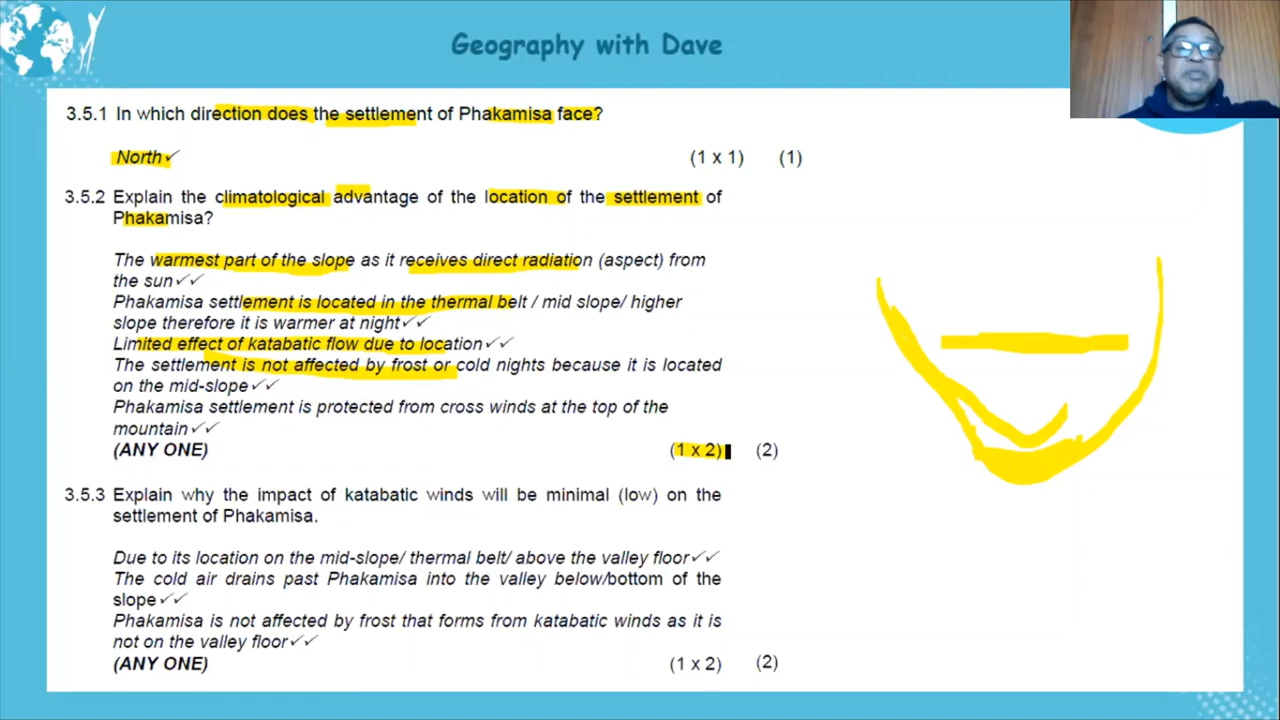 Geography with Dave
3.5.1 In which direction does the settlement of Phakamisa face?
North✓ (1 x 1) (1)
3.5.2 Explain the climatological advantage of the location of the settlement of
Phakamisa?
The warmest part of the slope as it receives direct radiation (aspect) from
the sun✓✓
Phakamisa settlement is located in the thermal belt / mid slope/ higher
slope therefore it is warmer at night✓✓
Limited effect of katabatic flow due to location✓✓
The settlement is not affected by frost or cold nights because it is located
on the mid-slope✓✓
Phakamisa settlement is protected from cross winds at the top of the
mountain✓✓
(ANY ONE) (1 x 2) (2)
3.5.3 Explain why the impact of katabatic winds will be minimal (low) on the
settlement of Phakamisa.
Due to its location on the mid-slope/ thermal belt/ above the valley floor✓✓
The cold air drains past Phakamisa into the valley below/bottom of the
slope✓✓
Phakamisa is not affected by frost that forms from katabatic winds as it is
not on the valley floor✓✓
(ANY ONE) (1 x 2) (2)